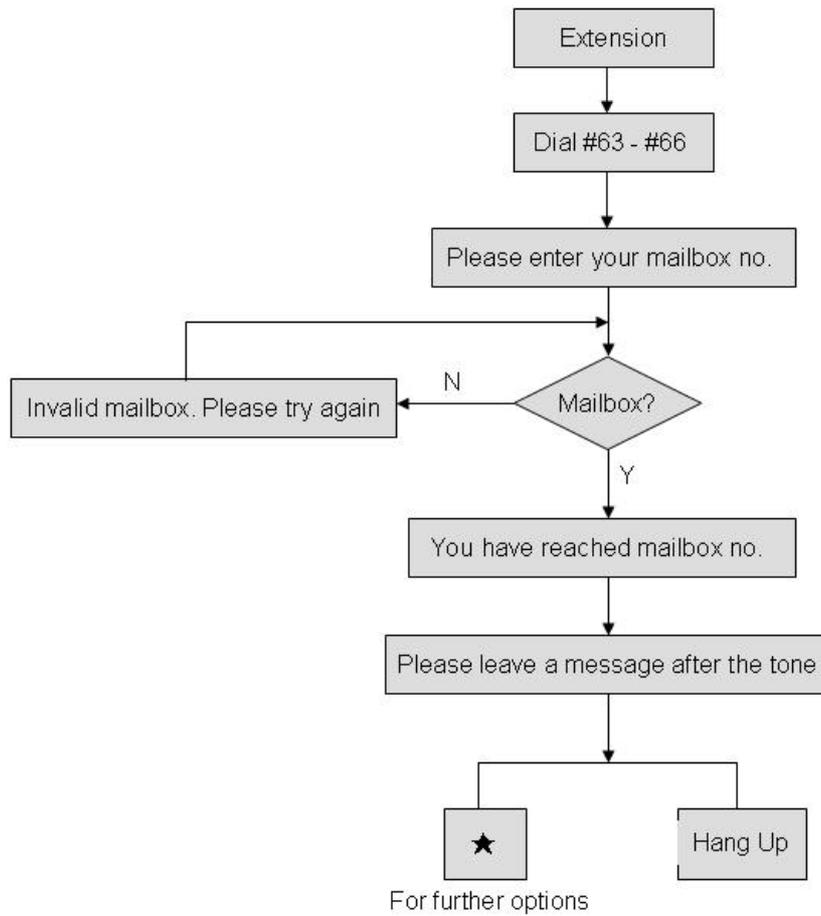 Extension
Dial #63 - #66
Please enter your mailbox no.
N
Invalid mailbox. Please try again
Mailbox?
Y
You have reached mailbox no.
Please leave a message after the tone
Hang Up
For further options